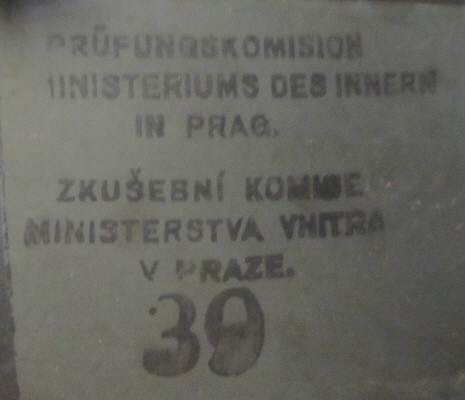 PRÜFUNGSKOMISION
MINISTERIUMS DES INNERN
IN PRAG.
ZKUŠEBNÍ KOMISE
MINISTERSTVA VNITRA
V PRAZE.
39